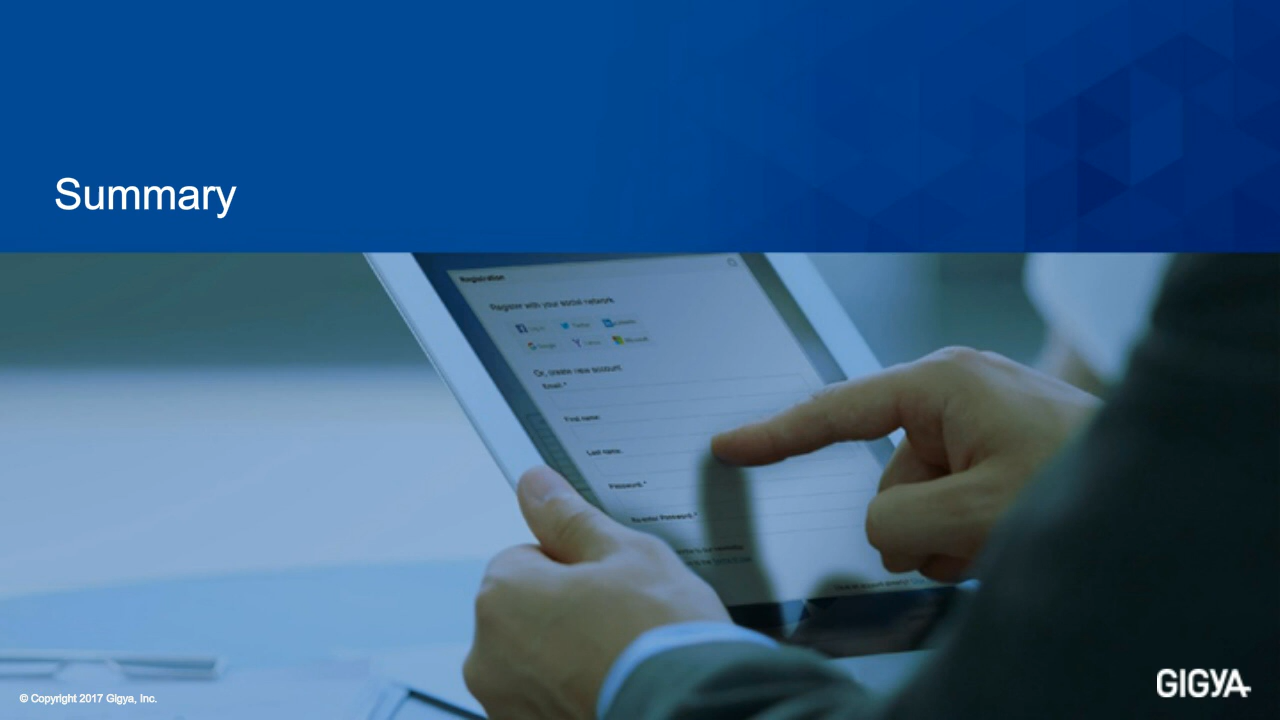 Summary
Registration
Register with your social network
Or, create new account
Email *
First name
Last name
Password *
Re-enter Password *
© Copyright 2017 Gigya, Inc.
GIGYA